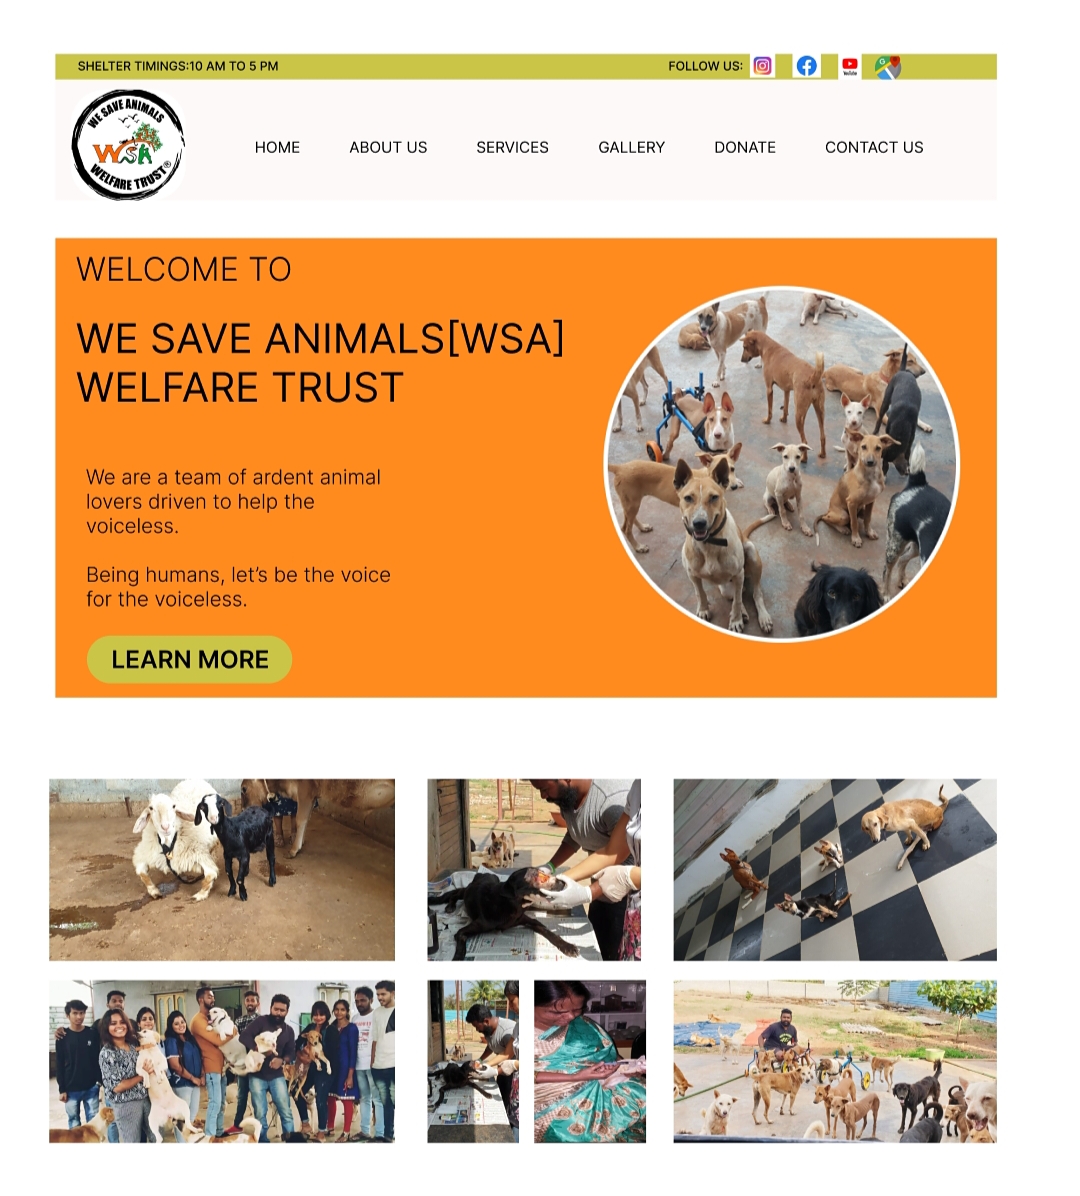 SHELTER TIMINGS:10 AM TO 5 PM
FOLLOW US:
YouTube
WE SAVE ANIMALS
WSA
WELFARE TRUST®
HOME
ABOUT US
SERVICES
GALLERY
DONATE
CONTACT US
WELCOME TO
WE SAVE ANIMALS[WSA]
WELFARE TRUST
We are a team of ardent animal
lovers driven to help the
voiceless.
Being humans, let’s be the voice
for the voiceless.
LEARN MORE